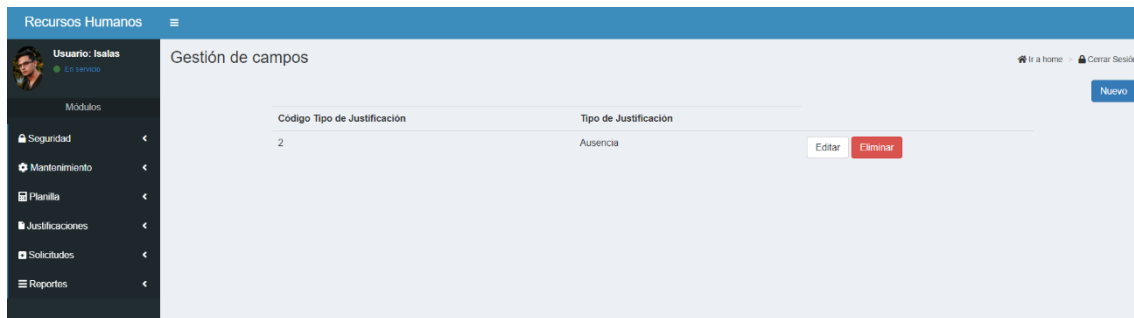 Recursos Humanos
Usuario: Isalas
En servicio
Módulos
Seguridad
Mantenimiento
Planilla
Justificaciones
Solicitudes
Reportes
Gestión de campos
Ir a home > Cerrar Sesión
Nuevo
Código Tipo de Justificación Tipo de Justificación
2 Ausencia Editar Eliminar